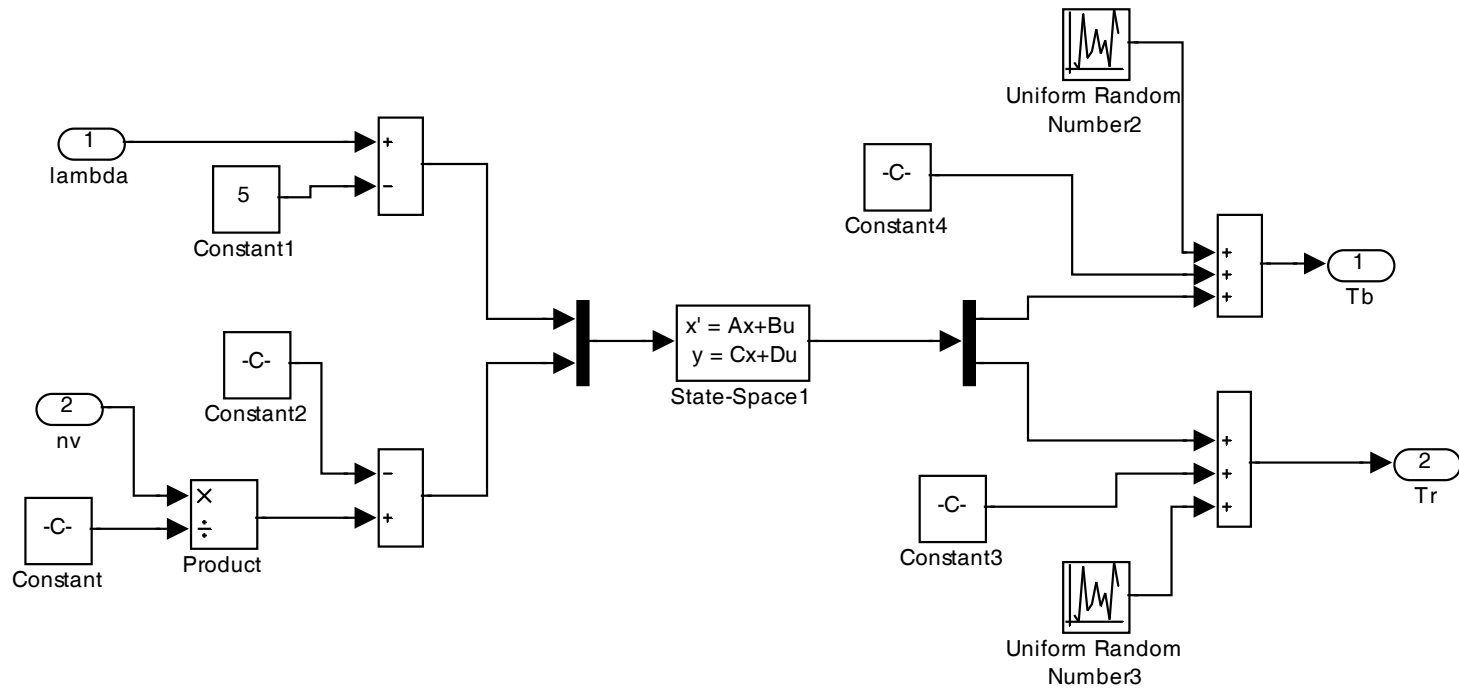 Uniform Random
Number2
1
lambda
+
-
5
Constant1
-C-
Constant4
+
+
+
1
Tb
x' = Ax+Bu
y = Cx+Du
State-Space1
-C-
Constant2
2
nv
-C-
Constant
×
÷
Product
-
+
+
+
+
2
Tr
-C-
Constant3
Uniform Random
Number3